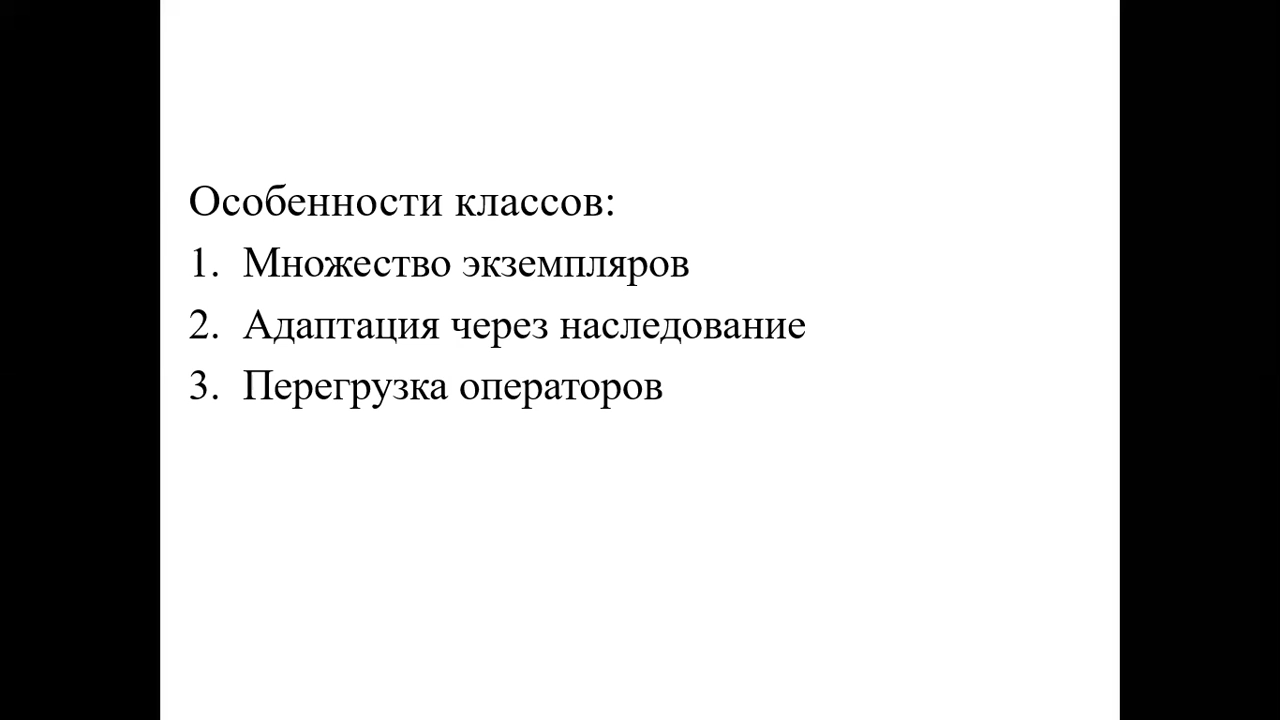 Особенности классов:
1. Множество экземпляров
2. Адаптация через наследование
3. Перегрузка операторов